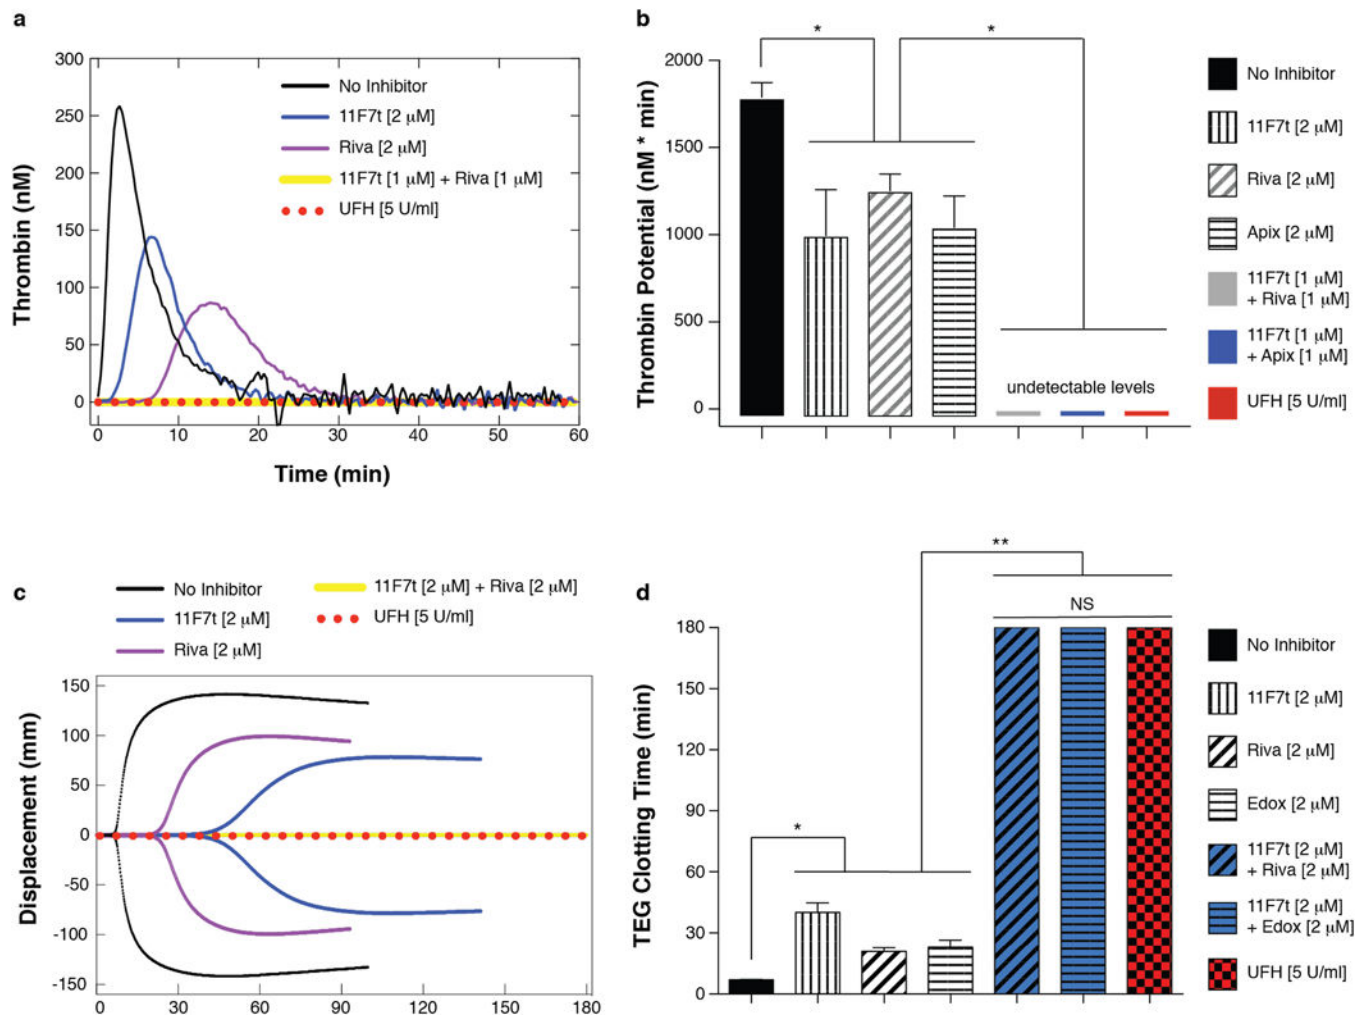 a
300
250
200
150
100
50
0
0 10 20 30 40 50 60
Thrombin (nM)
Time (min)
No Inhibitor
11F7t [2 μM]
Riva [2 μM]
11F7t [1 μM] + Riva [1 μM]
UFH [5 U/ml]
b
*
*
2000
1500
1000
500
0
Thrombin Potential (nM * min)
undetectable levels
No Inhibitor
11F7t [2 μM]
Riva [2 μM]
Apix [2 μM]
11F7t [1 μM]
+ Riva [1 μM]
11F7t [1 μM]
+ Apix [1 μM]
UFH [5 U/ml]
c
No Inhibitor
11F7t [2 μM]
Riva [2 μM]
11F7t [2 μM] + Riva [2 μM]
UFH [5 U/ml]
150
100
50
0
-50
-100
-150
0 30 60 90 120 150 180
Displacement (mm)
d
**
NS
*
180
150
120
90
60
30
0
TEG Clotting Time (min)
No Inhibitor
11F7t [2 μM]
Riva [2 μM]
Edox [2 μM]
11F7t [2 μM]
+ Riva [2 μM]
11F7t [2 μM]
+ Edox [2 μM]
UFH [5 U/ml]